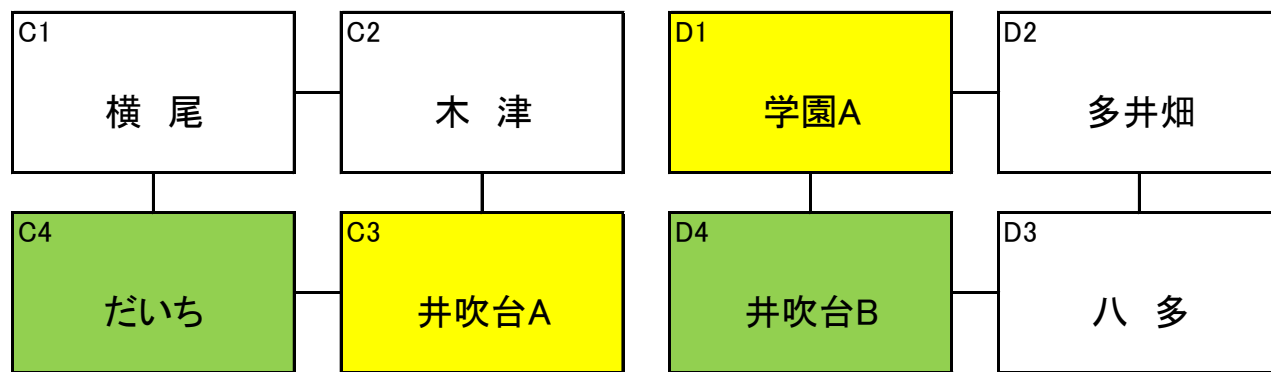 C1
横 尾
C2
木 津
D1
学園A
D2
多井畑
C4
だいち
C3
井吹台A
D4
井吹台B
D3
八 多